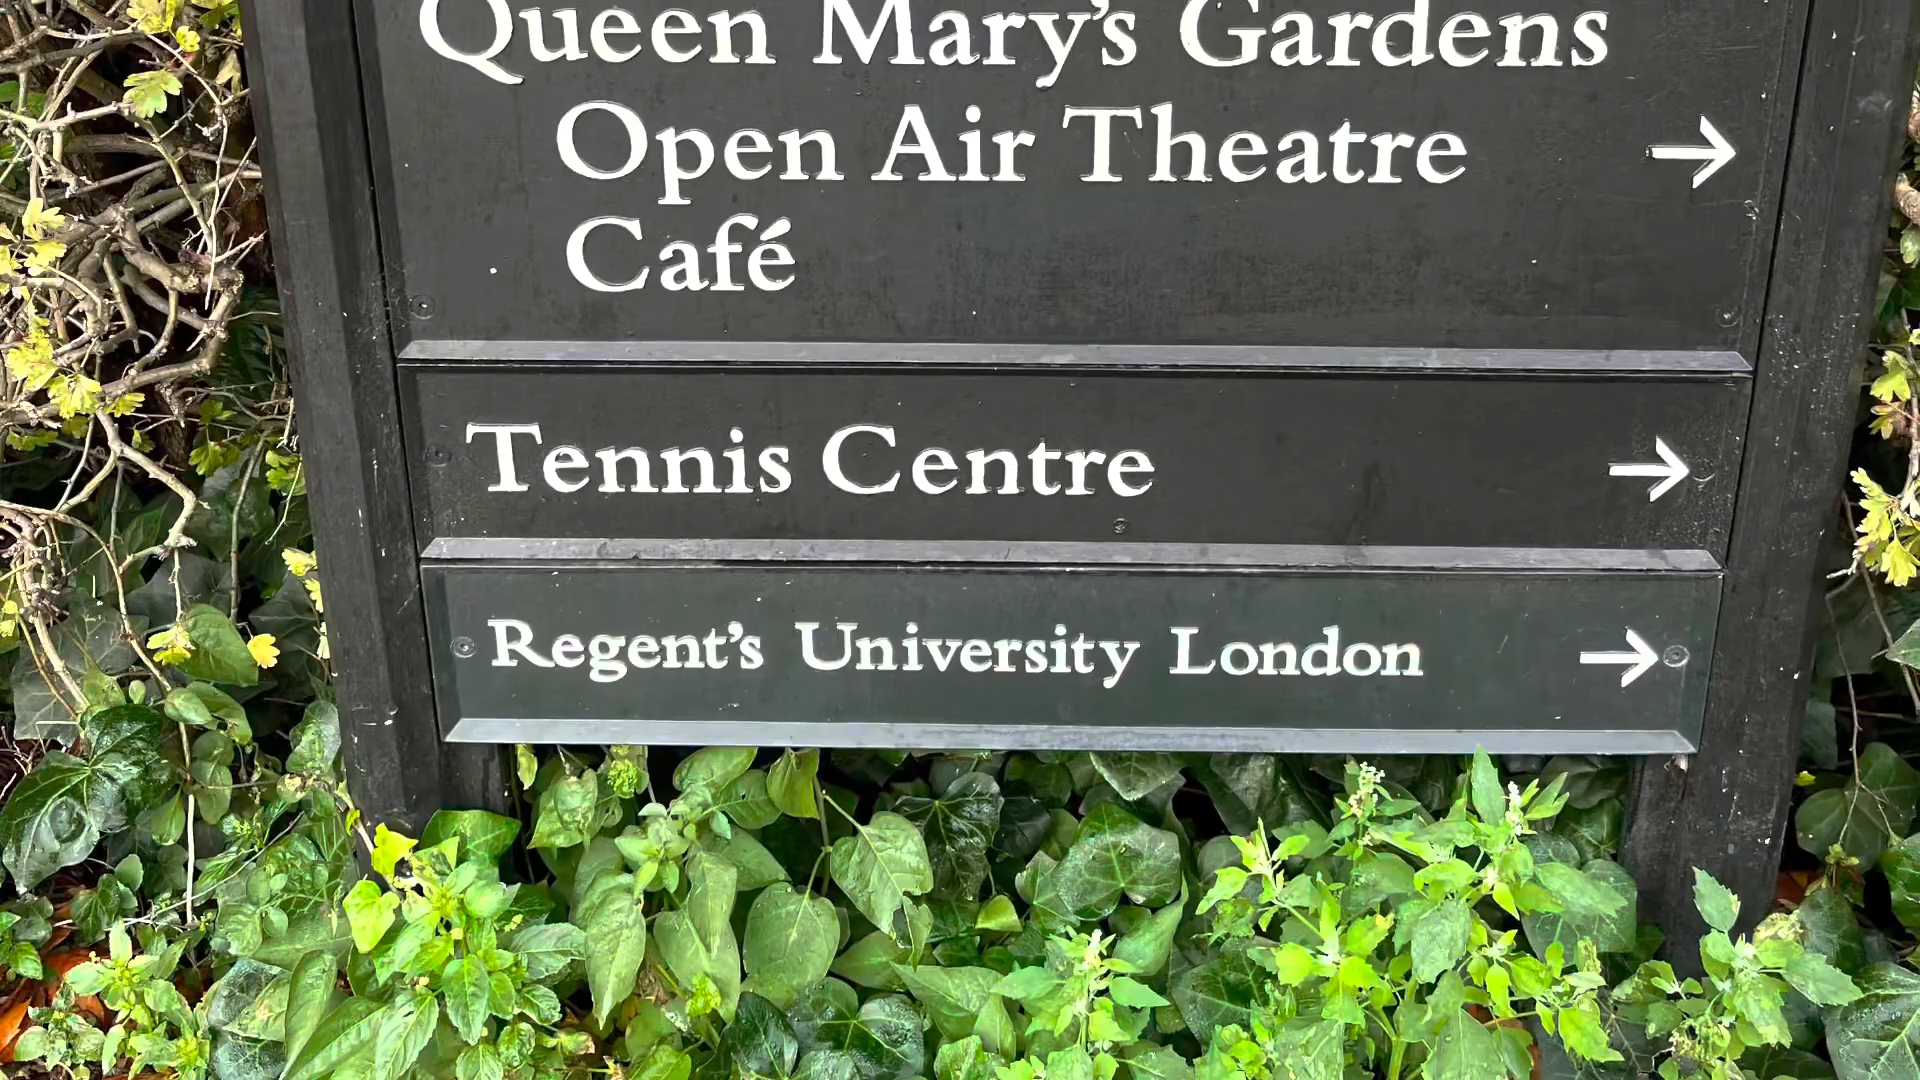 Queen Mary's Gardens
Open Air Theatre →
Café
Tennis Centre →
Regent's University London →